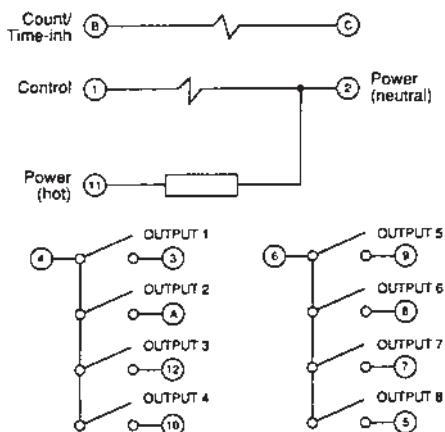 Count/
Time-inh
B
C
Control
1
2
Power
(neutral)
Power
(hot)
11
OUTPUT 1
4
3
OUTPUT 2
A
OUTPUT 3
12
OUTPUT 4
10
OUTPUT 5
6
9
OUTPUT 6
8
OUTPUT 7
7
OUTPUT 8
5